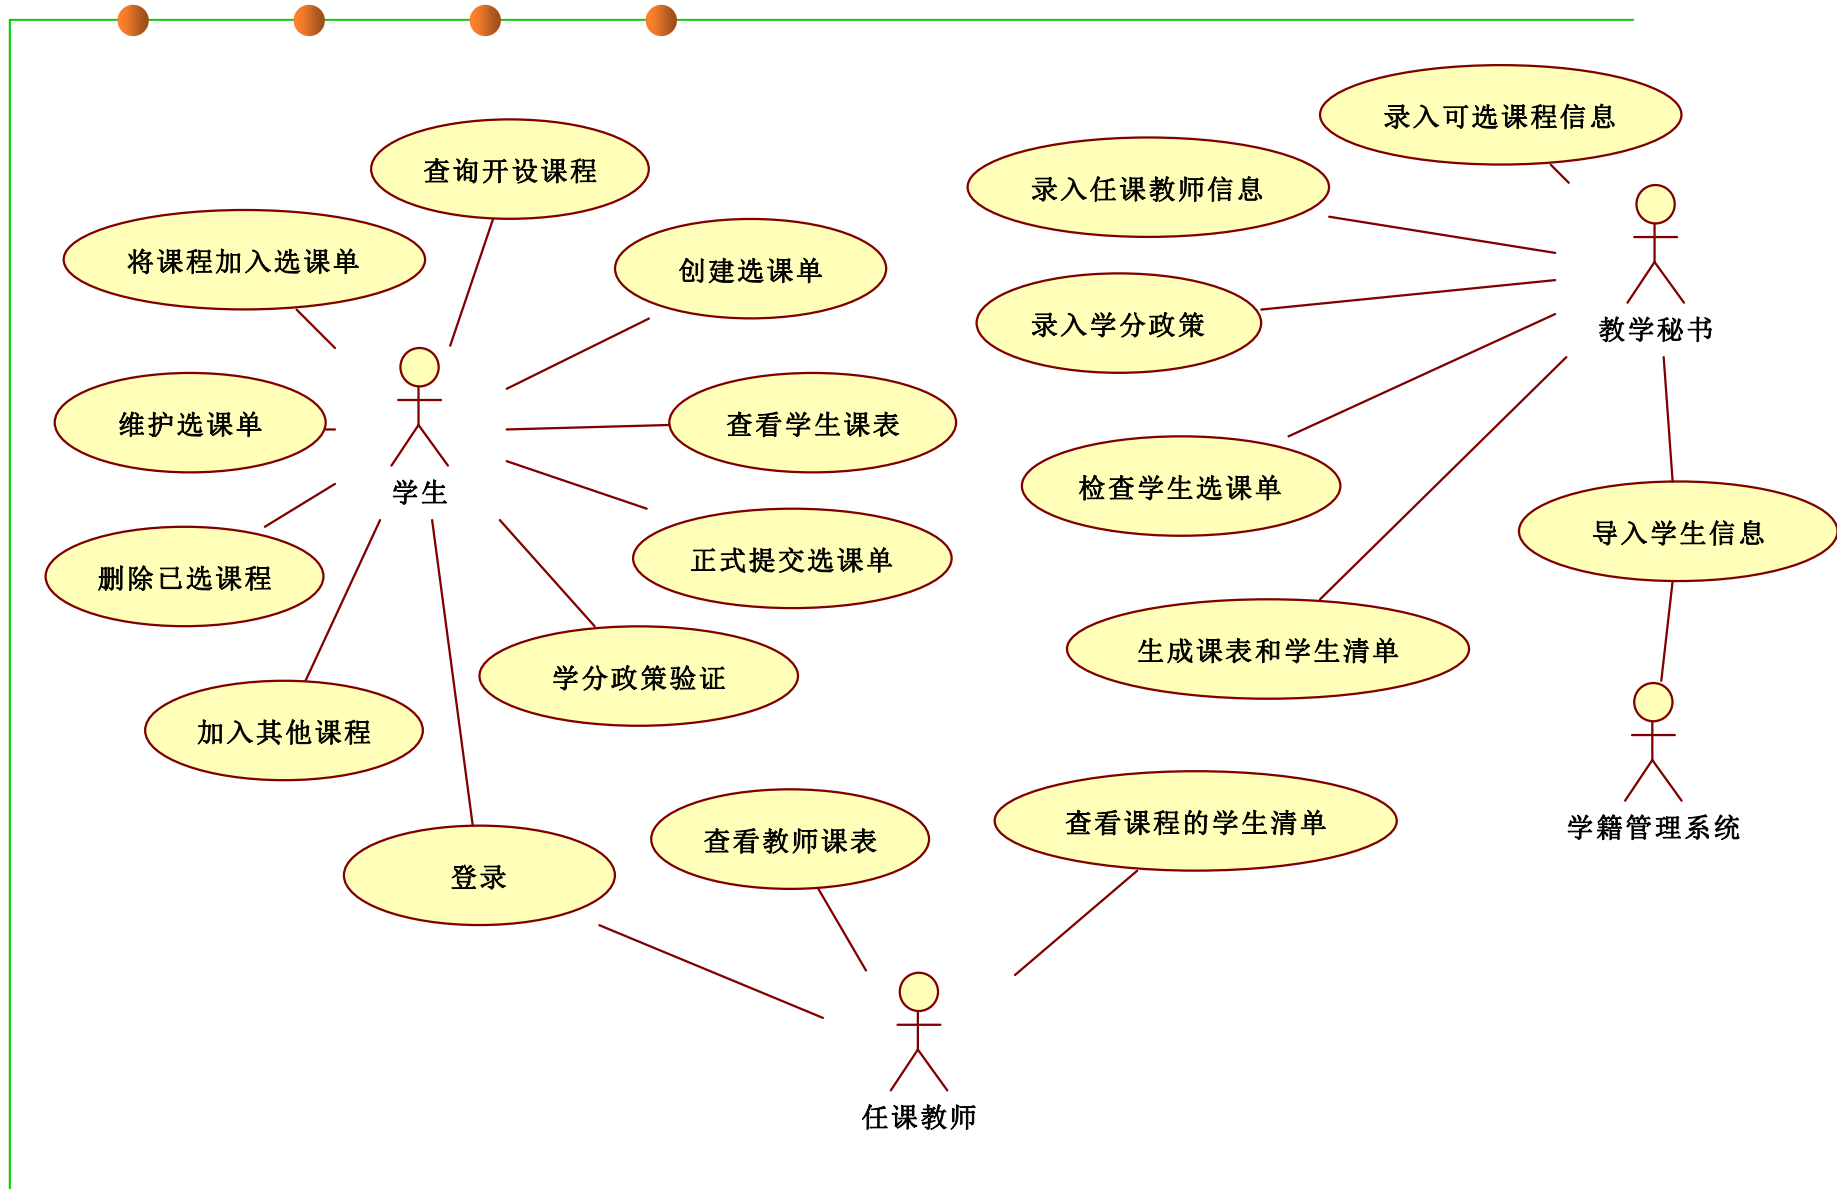 录入可选课程信息
查询开设课程
录入任课教师信息
将课程加入选课单
创建选课单
录入学分政策
教学秘书
维护选课单
查看学生课表
学生
检查学生选课单
导入学生信息
正式提交选课单
删除已选课程
生成课表和学生清单
学分政策验证
加入其他课程
查看课程的学生清单
学籍管理系统
查看教师课表
登录
任课教师